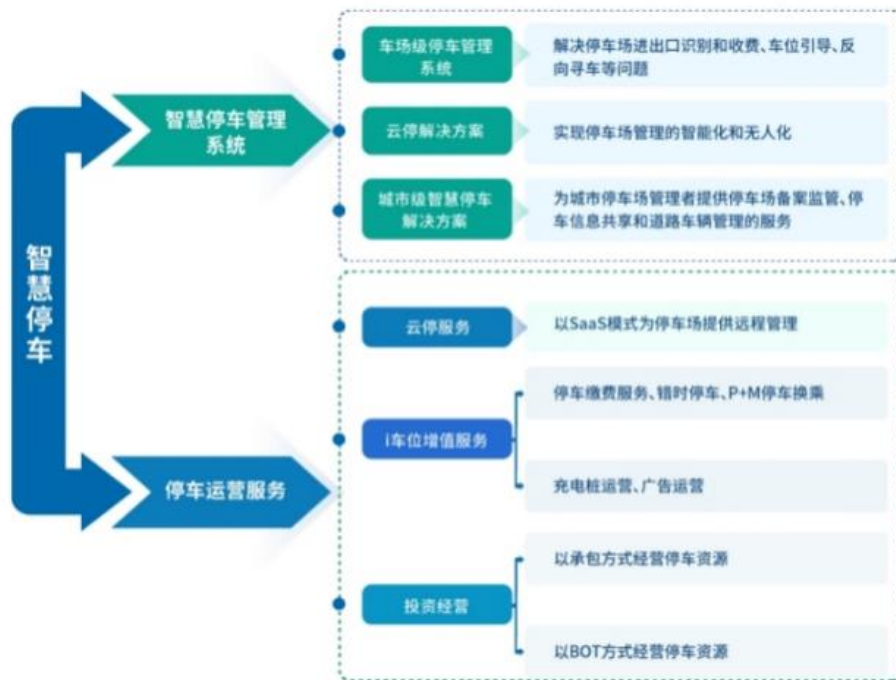 智慧停车
智慧停车管理
系统
车场级停车管理
系统
解决停车场进出口识别和收费、车位引导、反
向寻车等问题
云停解决方案
实现停车场管理的智能化和无人化
城市级智慧停车
解决方案
为城市停车场管理者提供停车场备案监管、停
车信息共享和道路车辆管理的服务
停车运营服务
云停服务
以SaaS模式为停车场提供远程管理
i车位增值服务
停车缴费服务、错时停车、P+M停车换乘
充电桩运营、广告运营
投资经营
以承包方式经营停车资源
以BOT方式经营停车资源